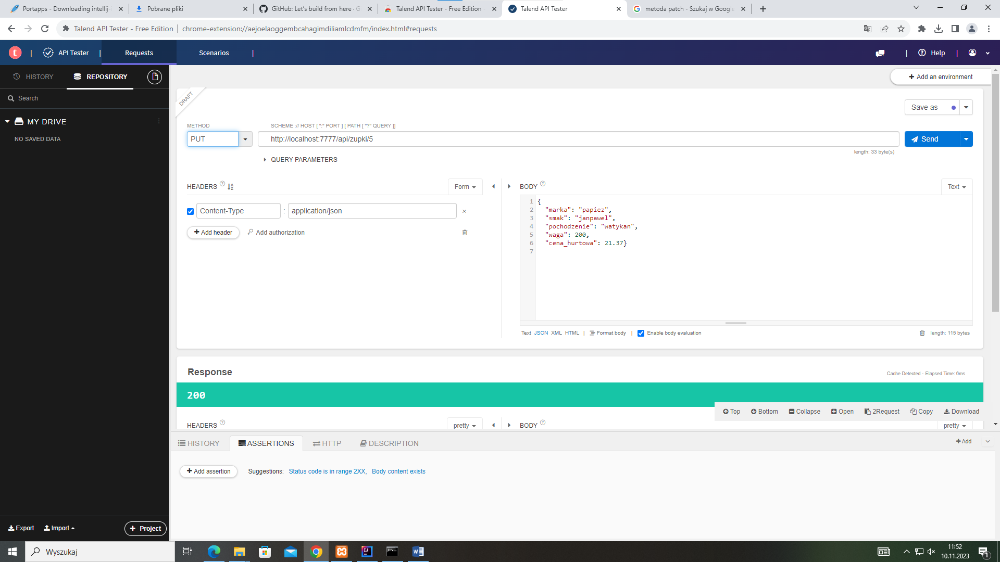 Portapps - Downloading intellij-
Pobrane pliki
GitHub: Let's build from here · G
Talend API Tester - Free Edition -
Talend API Tester
metoda patch - Szukaj w Google
Talend API Tester - Free Edition | chrome-extension://aejoelaoggembcahagimdiliamlcdmfm/index.html#requests
t | API Tester | Requests Scenarios | | Help |
HISTORY REPOSITORY
Add an environment
Search
DRAFT
Save as
MY DRIVE
NO SAVED DATA
METHOD SCHEME :// HOST [ ":" PORT ] [ PATH [ "?" QUERY ]]
PUT http://localhost:7777/api/zupki/5 Send
length: 33 byte(s)
QUERY PARAMETERS
HEADERS ? Form BODY ? Text
Content-Type : application/json ×
Add header Add authorization
1 {
2 "marka": "papiez",
3 "smak": "janpawel",
4 "pochodzenie": "watykan",
5 "waga": 200,
6 "cena_hurtowa": 21.37}
7
Text JSON XML HTML | Format body | Enable body evaluation length: 115 bytes
Response
Cache Detected - Elapsed Time: 6ms
200
Top Bottom Collapse Open 2Request Copy Download
HEADERS ? pretty BODY ? pretty
HISTORY ASSERTIONS HTTP DESCRIPTION Add
Add assertion Suggestions: Status code is in range 2XX, Body content exists
Export Import Project
Wyszukaj
11:52
10.11.2023
1